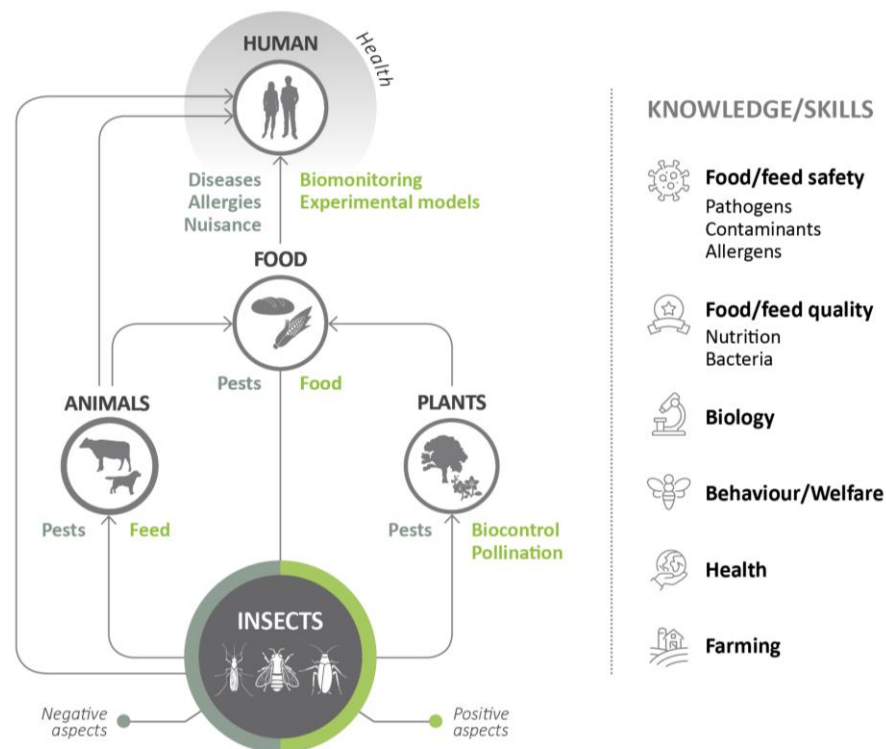 HUMAN
Health
Diseases
Allergies
Nuisance
Biomonitoring
Experimental models
FOOD
Pests
Food
ANIMALS
Pests
Feed
PLANTS
Pests
Biocontrol
Pollination
INSECTS
Negative
aspects
Positive
aspects
KNOWLEDGE/SKILLS
Food/feed safety
Pathogens
Contaminants
Allergens
Food/feed quality
Nutrition
Bacteria
Biology
Behaviour/Welfare
Health
Farming